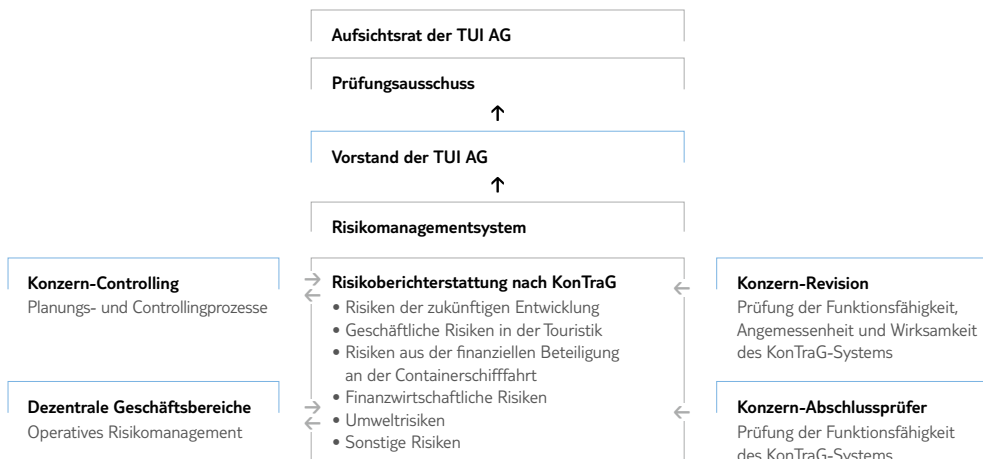 Aufsichtsrat der TUI AG
Prüfungsausschuss
Vorstand der TUI AG
Risikomanagementsystem
Konzern-Controlling
Planungs- und Controllingprozesse
Dezentrale Geschäftsbereiche
Operatives Risikomanagement
Risikoberichterstattung nach KonTraG
• Risiken der zukünftigen Entwicklung
• Geschäftliche Risiken in der Touristik
• Risiken aus der finanziellen Beteiligung
an der Containerschifffahrt
• Finanzwirtschaftliche Risiken
• Umweltrisiken
• Sonstige Risiken
Konzern-Revision
Prüfung der Funktionsfähigkeit,
Angemessenheit und Wirksamkeit
des KonTraG-Systems
Konzern-Abschlussprüfer
Prüfung der Funktionsfähigkeit
des KonTraG-Systems